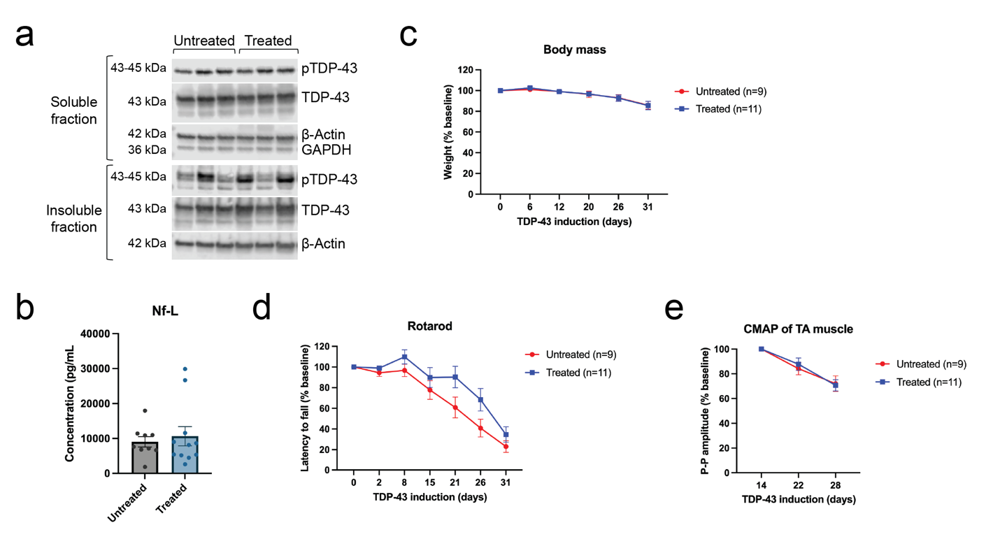 a
Untreated Treated
Soluble
fraction
43-45 kDa pTDP-43
43 kDa TDP-43
42 kDa β-Actin
36 kDa GAPDH
Insoluble
fraction
43-45 kDa pTDP-43
43 kDa TDP-43
42 kDa β-Actin
b
Nf-L
Concentration (pg/mL
40000
30000
20000
10000
0
Untreated
Treated
c
Body mass
Weight (% baseline)
120
100
80
60
40
20
0
0 6 12 20 26 31
TDP-43 induction (days)
Untreated (n=9)
Treated (n=11)
d
Rotarod
Latency to fall (% baseline)
120
100
80
60
40
20
0
0 2 8 15 21 26 31
TDP-43 induction (days)
Untreated (n=9)
Treated (n=11)
e
CMAP of TA muscle
P-P amplitude (% baseline)
100
80
60
40
20
0
14 22 28
TDP-43 induction (days)
Untreated (n=9)
Treated (n=11)